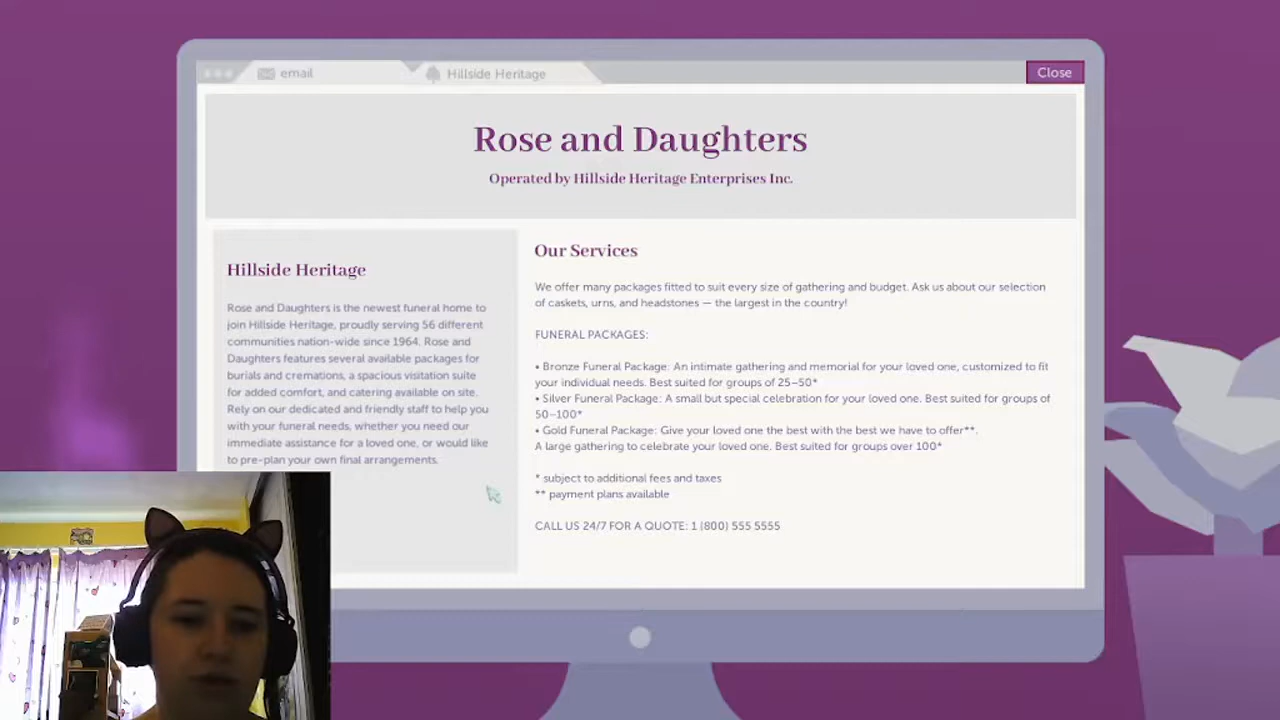 email
Hillside Heritage
Close
Rose and Daughters
Operated by Hillside Heritage Enterprises Inc.
Hillside Heritage
Rose and Daughters is the newest funeral home to
join Hillside Heritage, proudly serving 56 different
communities nation-wide since 1964. Rose and
Daughters features several available packages for
burials and cremations, a spacious visitation suite
for added comfort, and catering available on site.
Rely on our dedicated and friendly staff to help you
with your funeral needs, whether you need our
immediate assistance for a loved one, or would like
to pre-plan your own final arrangements.
Our Services
We offer many packages fitted to suit every size of gathering and budget. Ask us about our selection
of caskets, urns, and headstones — the largest in the country!
FUNERAL PACKAGES:
• Bronze Funeral Package: An intimate gathering and memorial for your loved one, customized to fit
your individual needs. Best suited for groups of 25–50*
• Silver Funeral Package: A small but special celebration for your loved one. Best suited for groups of
50–100*
• Gold Funeral Package: Give your loved one the best with the best we have to offer**.
A large gathering to celebrate your loved one. Best suited for groups over 100*
* subject to additional fees and taxes
** payment plans available
CALL US 24/7 FOR A QUOTE: 1 (800) 555 5555